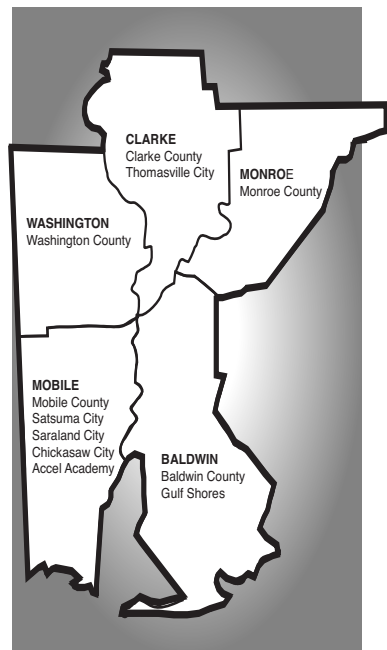 CLARKE
Clarke County
Thomasville City
MONROE
Monroe County
WASHINGTON
Washington County
MOBILE
Mobile County
Satsuma City
Saraland City
Chickasaw City
Accel Academy
BALDWIN
Baldwin County
Gulf Shores